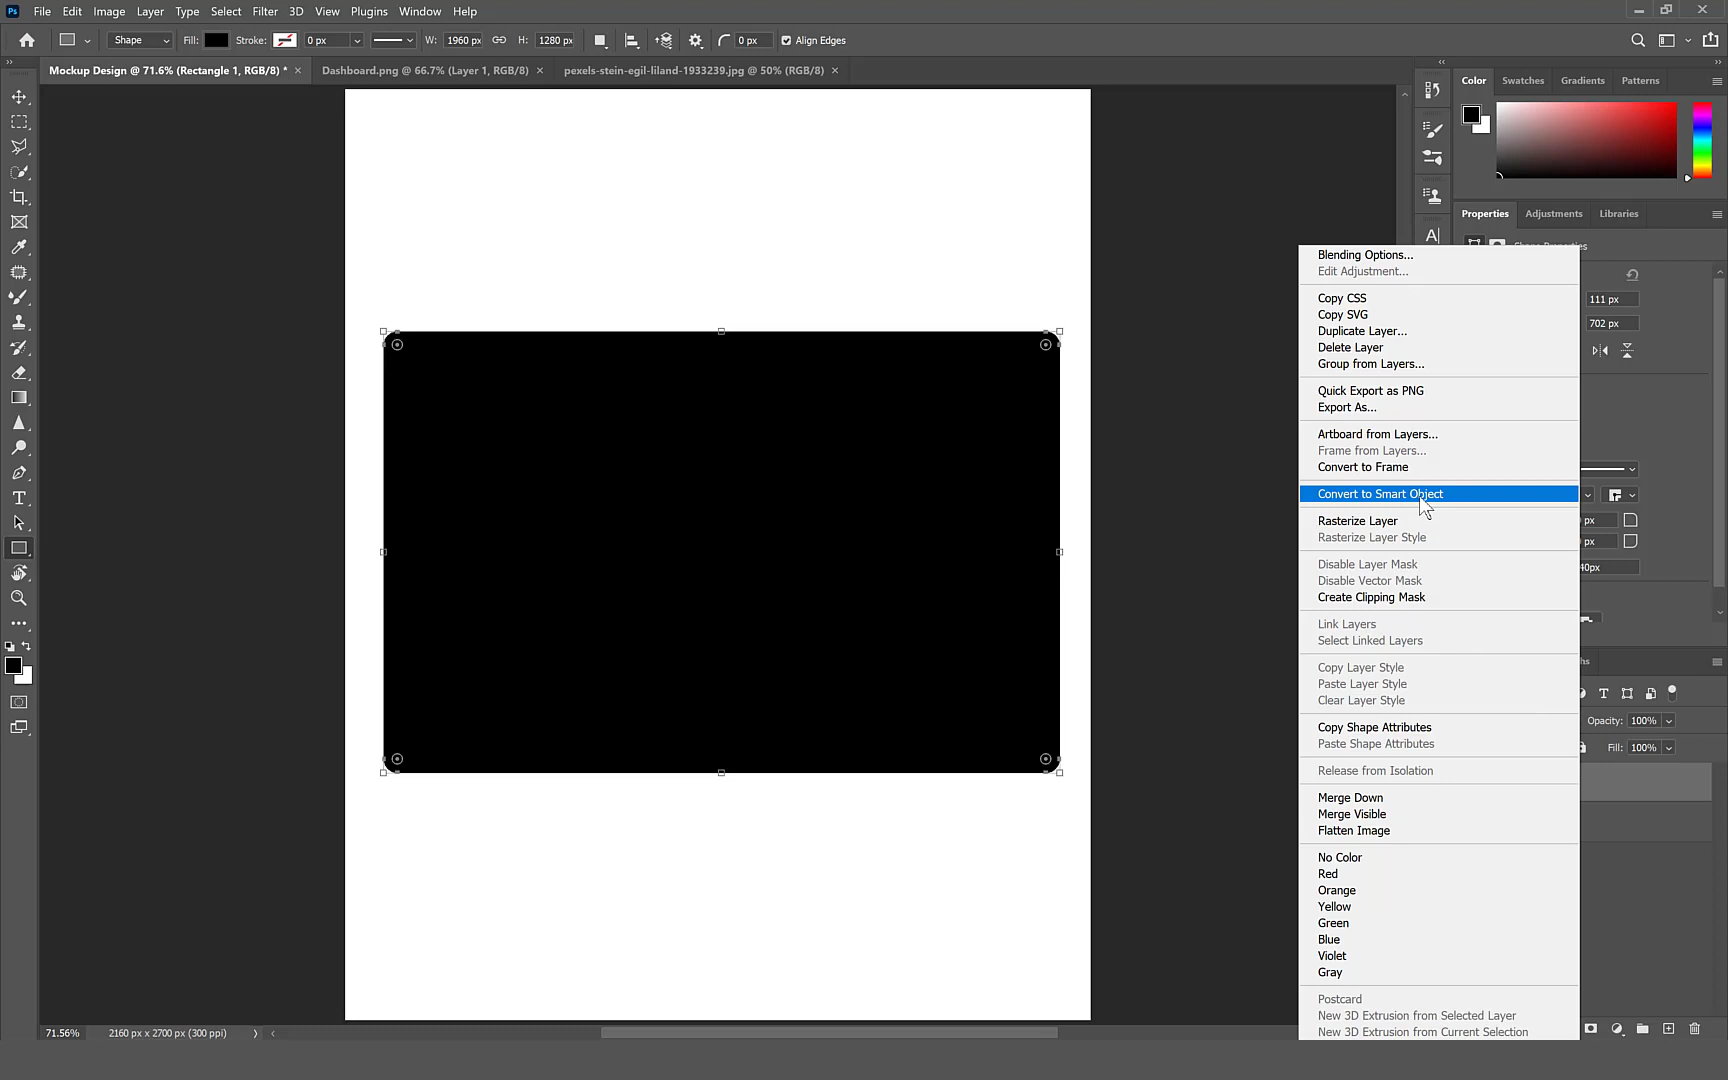 Ps File Edit Image Layer Type Select Filter 3D View Plugins Window Help
Shape Fill: Stroke: 0 px W: 1960 px H: 1280 px 0 px Align Edges
Mockup Design @ 71.6% (Rectangle 1, RGB/8) * × Dashboard.png @ 66.7% (Layer 1, RGB/8) × pexels-stein-egil-liland-1933239.jpg @ 50% (RGB/8) ×
Color Swatches Gradients Patterns
Properties Adjustments Libraries
A|
Blending Options...
Edit Adjustment...
Copy CSS
111 px
Copy SVG
702 px
Duplicate Layer...
Delete Layer
Group from Layers...
Quick Export as PNG
Export As...
Artboard from Layers...
Frame from Layers...
Convert to Frame
Convert to Smart Object
Rasterize Layer
px
Rasterize Layer Style
px
Disable Layer Mask
40px
Disable Vector Mask
Create Clipping Mask
Link Layers
Select Linked Layers
Copy Layer Style
Paste Layer Style
Clear Layer Style
T
Opacity: 100%
Copy Shape Attributes
Paste Shape Attributes
Fill: 100%
Release from Isolation
Merge Down
Merge Visible
Flatten Image
No Color
Red
Orange
Yellow
Green
Blue
Violet
Gray
Postcard
New 3D Extrusion from Selected Layer
New 3D Extrusion from Current Selection
71.56% 2160 px x 2700 px (300 ppi)